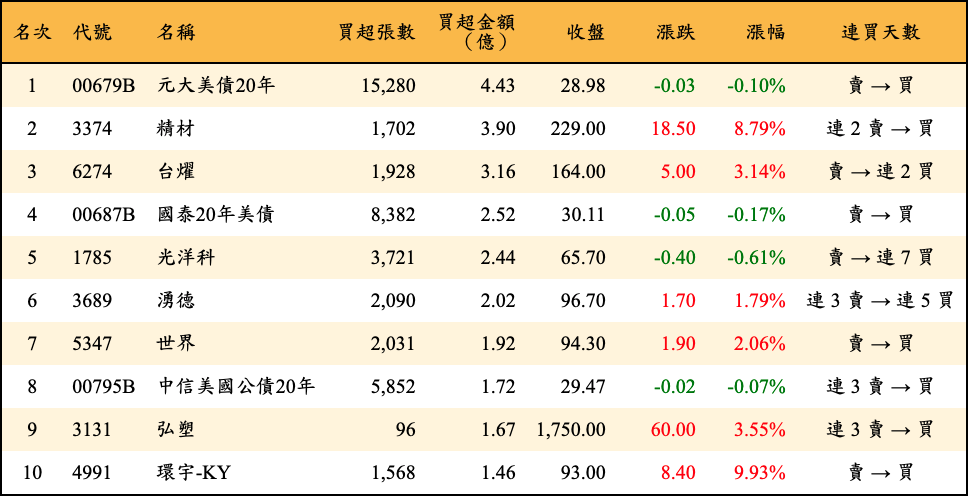 名次 代號 名稱 買超張數 買超金額（億） 收盤 漲跌 漲幅 連買天數
1 00679B 元大美債20年 15,280 4.43 28.98 -0.03 -0.10% 賣 → 買
2 3374 精材 1,702 3.90 229.00 18.50 8.79% 連 2 賣 → 買
3 6274 台燿 1,928 3.16 164.00 5.00 3.14% 賣 → 連 2 買
4 00687B 國泰20年美債 8,382 2.52 30.11 -0.05 -0.17% 賣 → 買
5 1785 光洋科 3,721 2.44 65.70 -0.40 -0.61% 賣 → 連 7 買
6 3689 湧德 2,090 2.02 96.70 1.70 1.79% 連 3 賣 → 連 5 買
7 5347 世界 2,031 1.92 94.30 1.90 2.06% 賣 → 買
8 00795B 中信美國公債20年 5,852 1.72 29.47 -0.02 -0.07% 連 3 賣 → 買
9 3131 弘塑 96 1.67 1,750.00 60.00 3.55% 連 3 賣 → 買
10 4991 環宇-KY 1,568 1.46 93.00 8.40 9.93% 賣 → 買